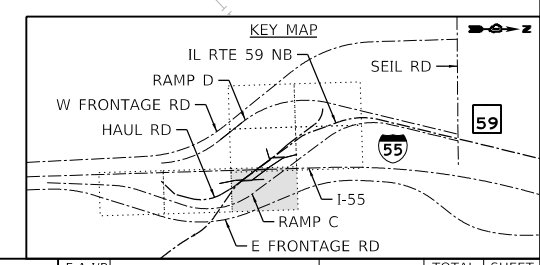 KEY MAP
N
IL RTE 59 NB
SEIL RD
RAMP D
W FRONTAGE RD
HAUL RD
59
55
I-55
RAMP C
E FRONTAGE RD
TOTAL SHEET